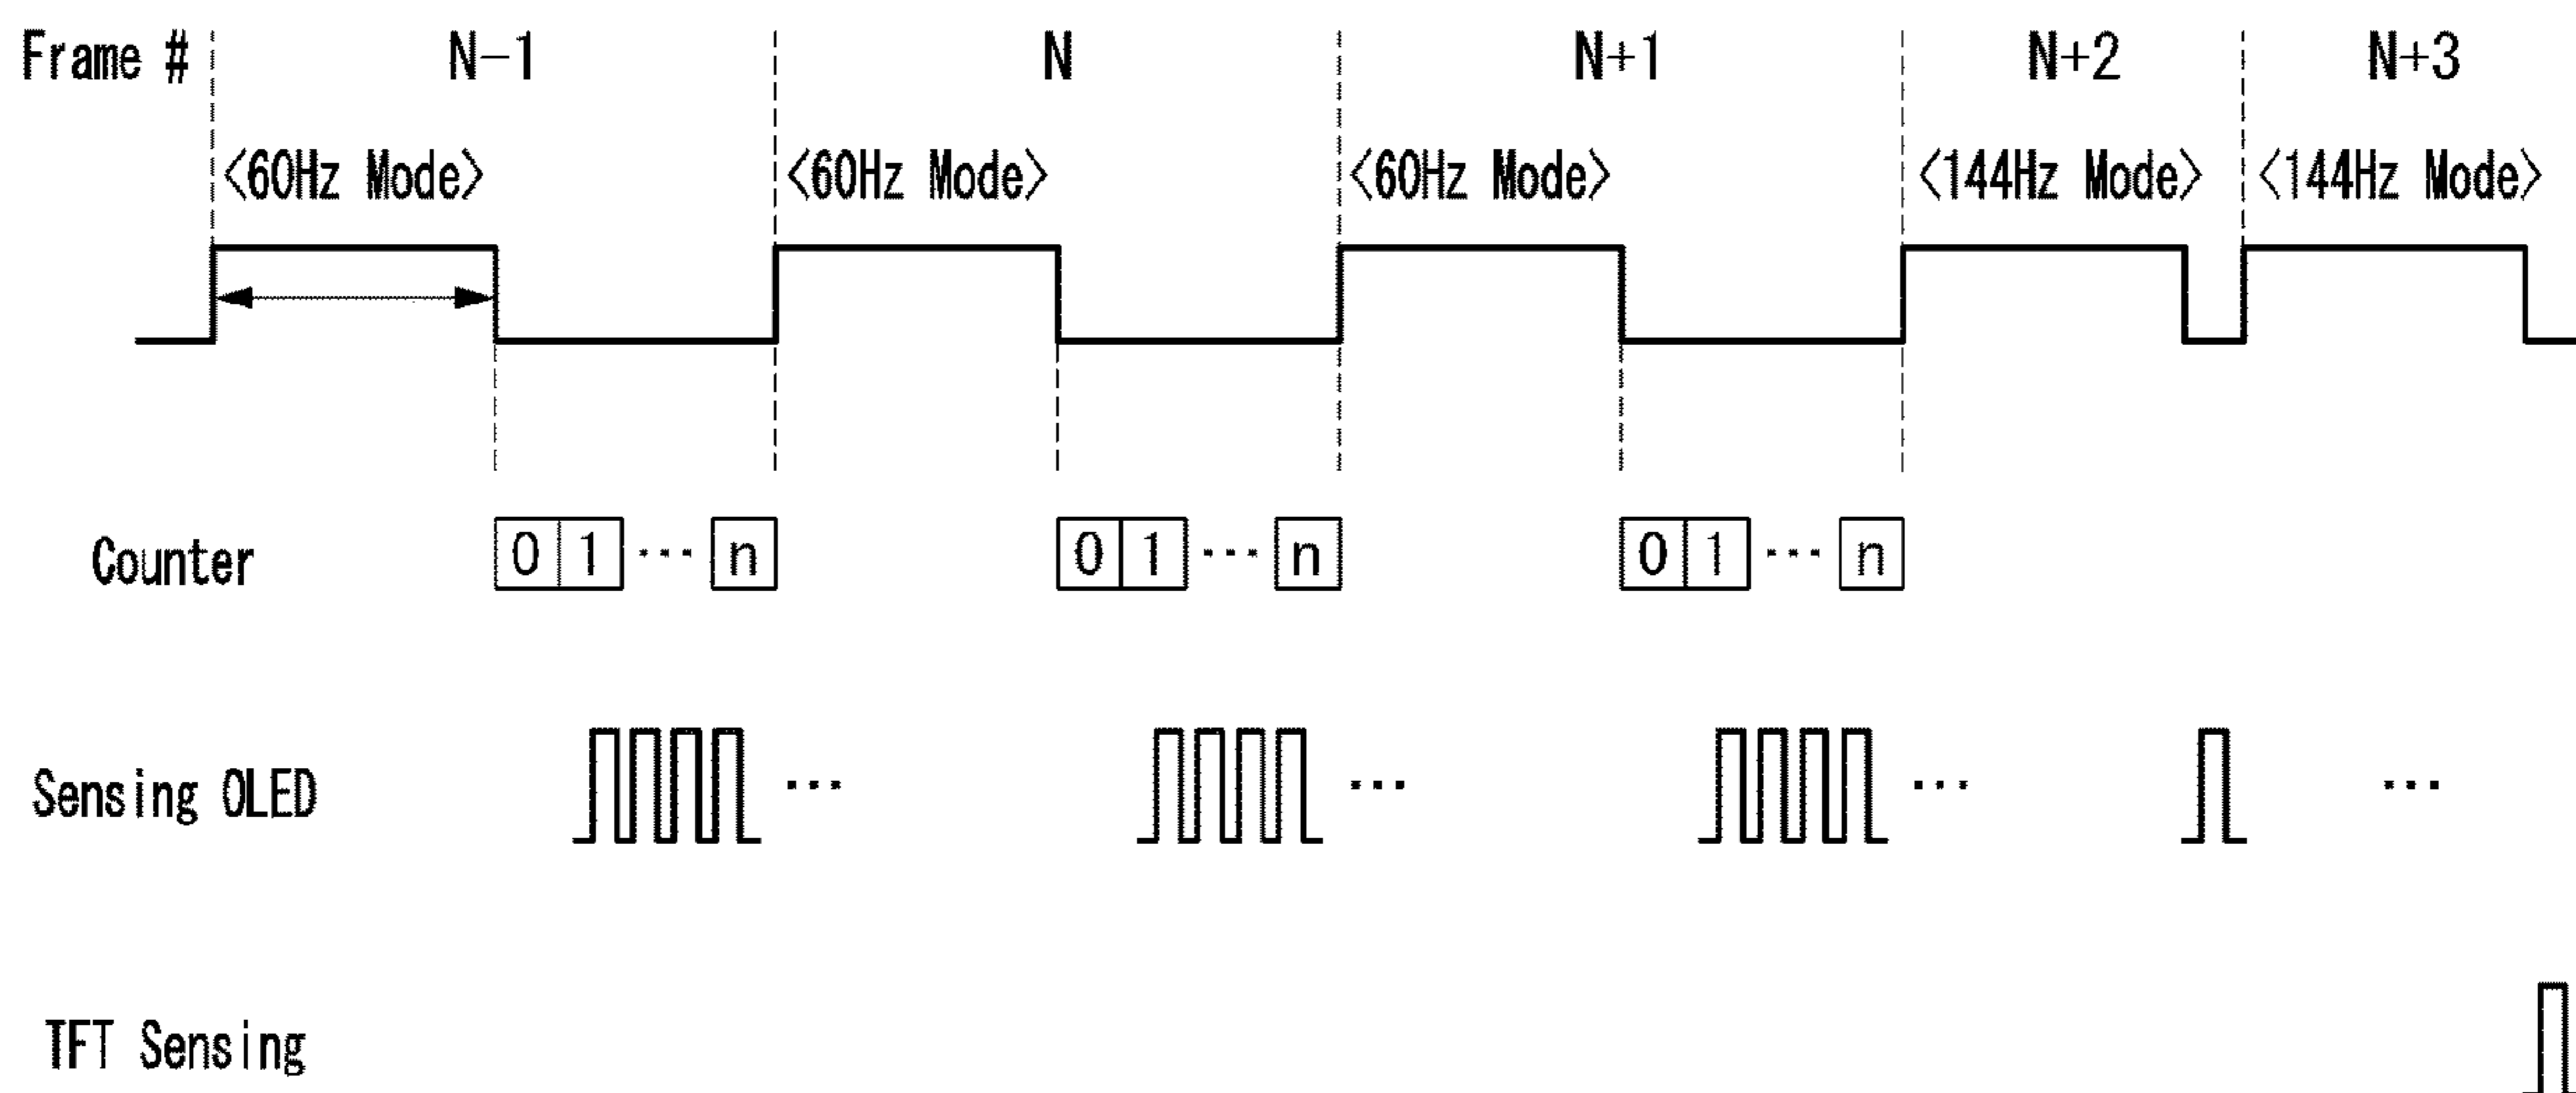 Frame # N-1 N N+1 N+2 N+3
<60Hz Mode> <60Hz Mode> <60Hz Mode> <144Hz Mode> <144Hz Mode>
Counter 0 1 ··· n 0 1 ··· n 0 1 ··· n
Sensing OLED ··· ··· ··· ···
TFT Sensing